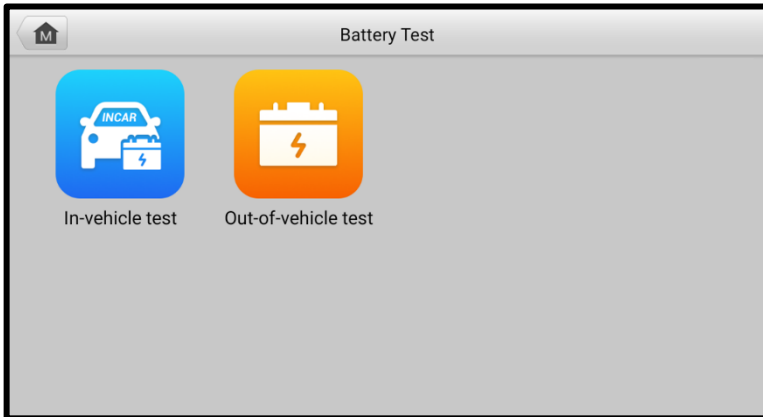 M
Battery Test
INCAR
In-vehicle test
Out-of-vehicle test